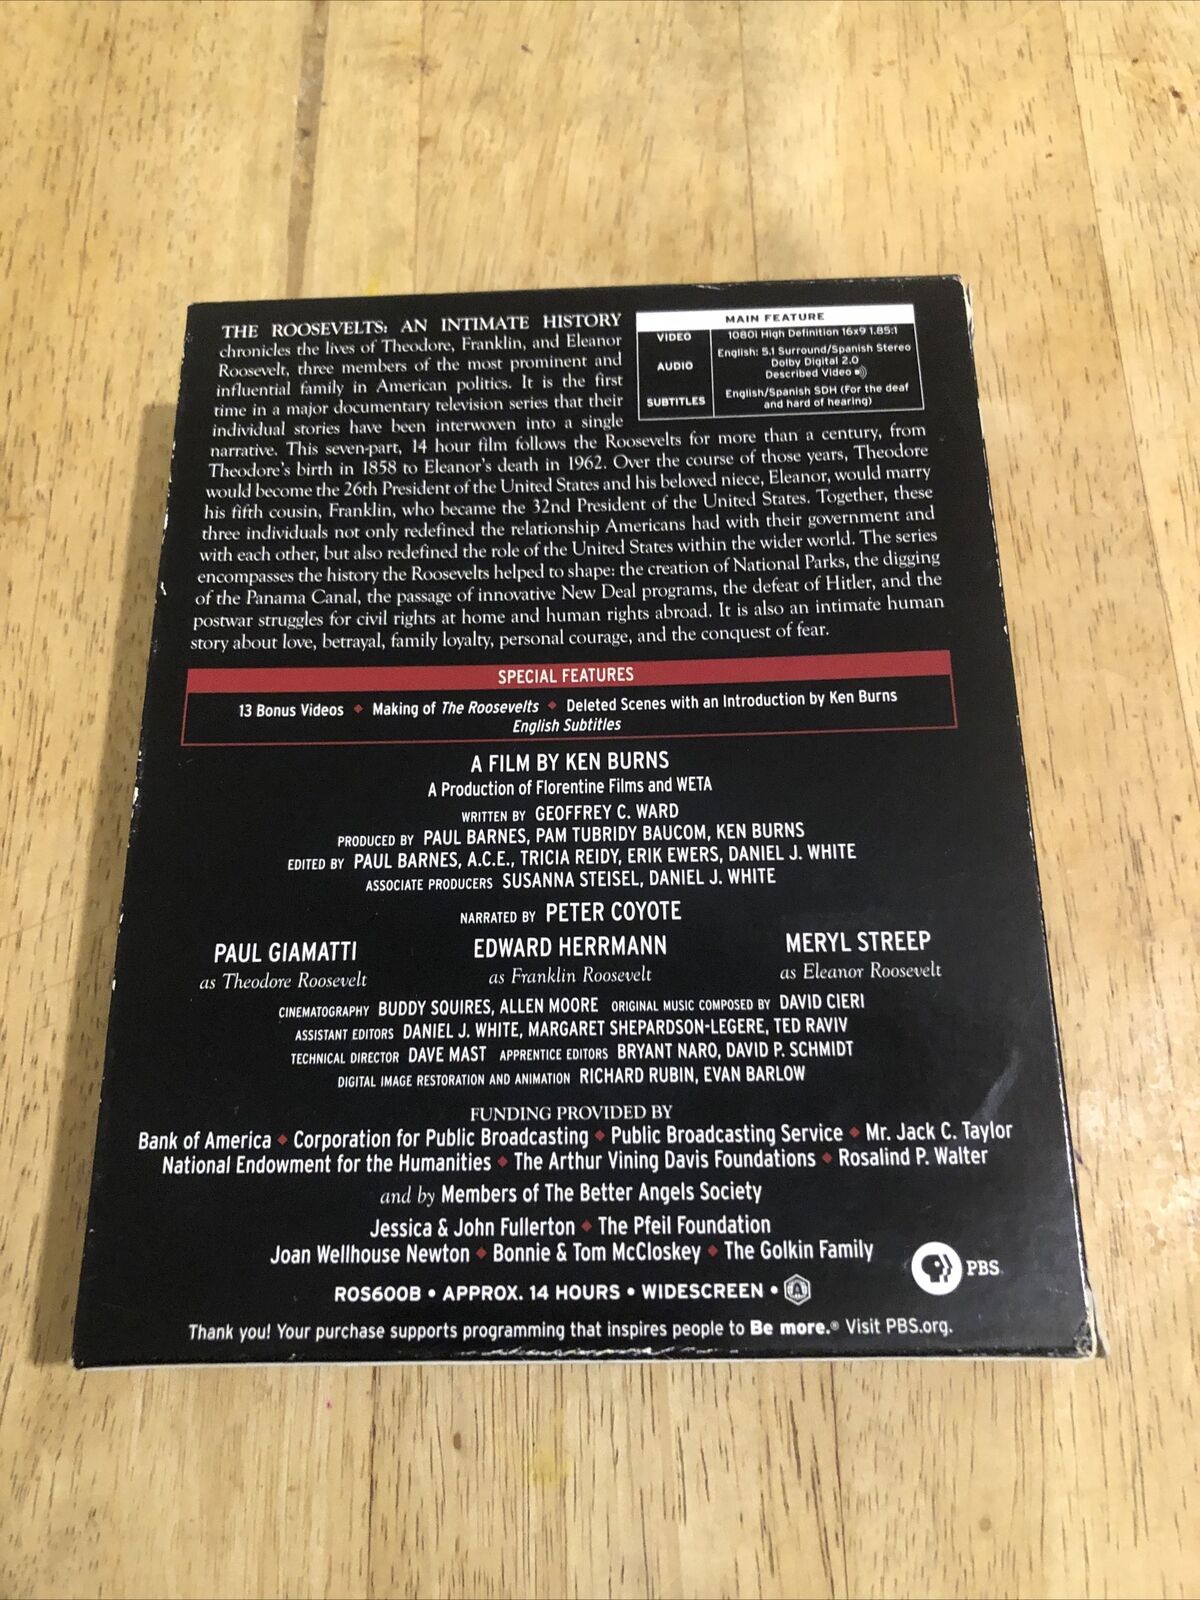 THE ROOSEVELTS: AN INTIMATE HISTORY
chronicles the lives of Theodore, Franklin, and Eleanor
Roosevelt, three members of the most prominent and
influential family in American politics. It is the first
time in a major documentary television series that their
individual stories have been interwoven into a single
narrative. This seven-part, 14 hour film follows the Roosevelts for more than a century, from
Theodore's birth in 1858 to Eleanor's death in 1962. Over the course of those years, Theodore
would become the 26th President of the United States and his beloved niece, Eleanor, would marry
his fifth cousin, Franklin, who became the 32nd President of the United States. Together, these
three individuals not only redefined the relationship Americans had with their government and
with each other, but also redefined the role of the United States within the wider world. The series
encompasses the history the Roosevelts helped to shape: the creation of National Parks, the digging
of the Panama Canal, the passage of innovative New Deal programs, the defeat of Hitler, and the
postwar struggles for civil rights at home and human rights abroad. It is also an intimate human
story about love, betrayal, family loyalty, personal courage, and the conquest of fear.
MAIN FEATURE
VIDEO 1080i High Definition 16x9 1.85:1
AUDIO English: 5.1 Surround/Spanish Stereo
Dolby Digital 2.0
Described Video
SUBTITLES English/Spanish SDH (For the deaf
and hard of hearing)
SPECIAL FEATURES
13 Bonus Videos ◆ Making of The Roosevelts ◆ Deleted Scenes with an Introduction by Ken Burns
English Subtitles
A FILM BY KEN BURNS
A Production of Florentine Films and WETA
WRITTEN BY GEOFFREY C. WARD
PRODUCED BY PAUL BARNES, PAM TUBRIDY BAUCOM, KEN BURNS
EDITED BY PAUL BARNES, A.C.E., TRICIA REIDY, ERIK EWERS, DANIEL J. WHITE
ASSOCIATE PRODUCERS SUSANNA STEISEL, DANIEL J. WHITE
NARRATED BY PETER COYOTE
PAUL GIAMATTI EDWARD HERRMANN MERYL STREEP
as Theodore Roosevelt as Franklin Roosevelt as Eleanor Roosevelt
CINEMATOGRAPHY BUDDY SQUIRES, ALLEN MOORE ORIGINAL MUSIC COMPOSED BY DAVID CIERI
ASSISTANT EDITORS DANIEL J. WHITE, MARGARET SHEPARDSON-LEGERE, TED RAVIV
TECHNICAL DIRECTOR DAVE MAST APPRENTICE EDITORS BRYANT NARO, DAVID P. SCHMIDT
DIGITAL IMAGE RESTORATION AND ANIMATION RICHARD RUBIN, EVAN BARLOW
FUNDING PROVIDED BY
Bank of America ◆ Corporation for Public Broadcasting ◆ Public Broadcasting Service ◆ Mr. Jack C. Taylor
National Endowment for the Humanities ◆ The Arthur Vining Davis Foundations ◆ Rosalind P. Walter
and by Members of The Better Angels Society
Jessica & John Fullerton ◆ The Pfeil Foundation
Joan Wellhouse Newton ◆ Bonnie & Tom McCloskey ◆ The Golkin Family
PBS
ROS600B • APPROX. 14 HOURS • WIDESCREEN • A
Thank you! Your purchase supports programming that inspires people to Be more.® Visit PBS.org.